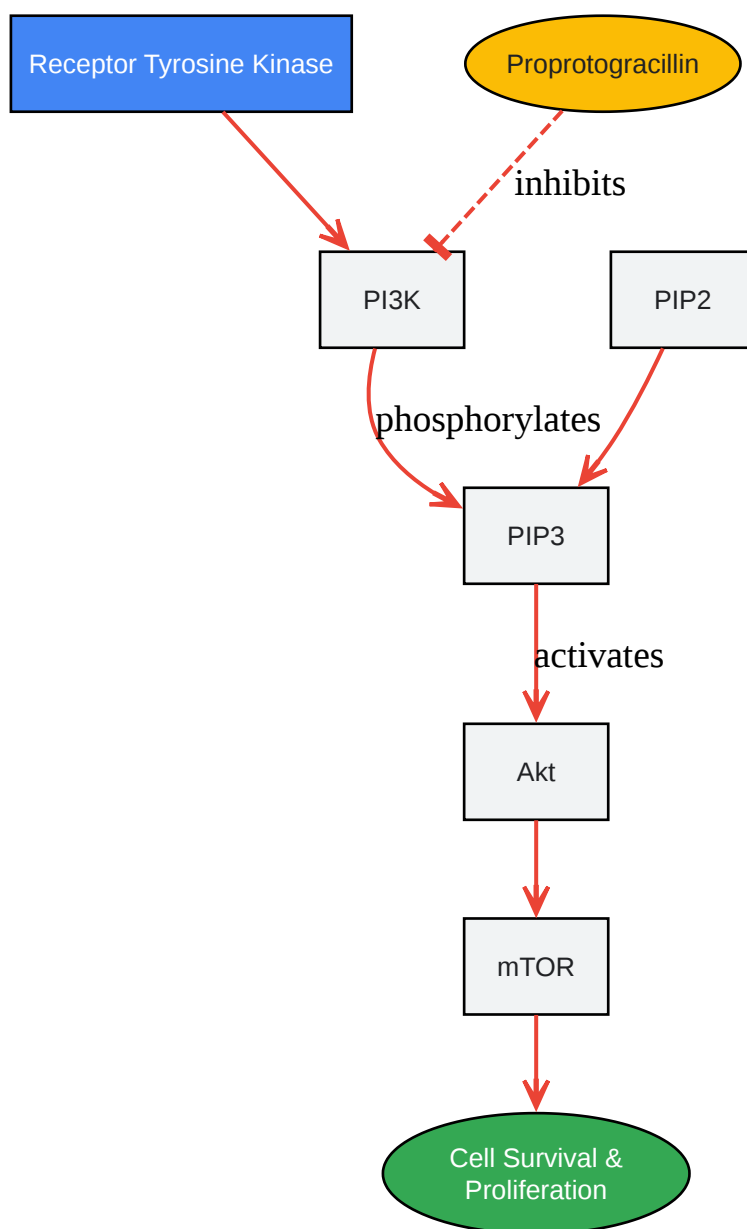 Receptor Tyrosine Kinase
Proprotogracillin
inhibits
PI3K
PIP2
phosphorylates
PIP3
activates
Akt
mTOR
Cell Survival &
Proliferation